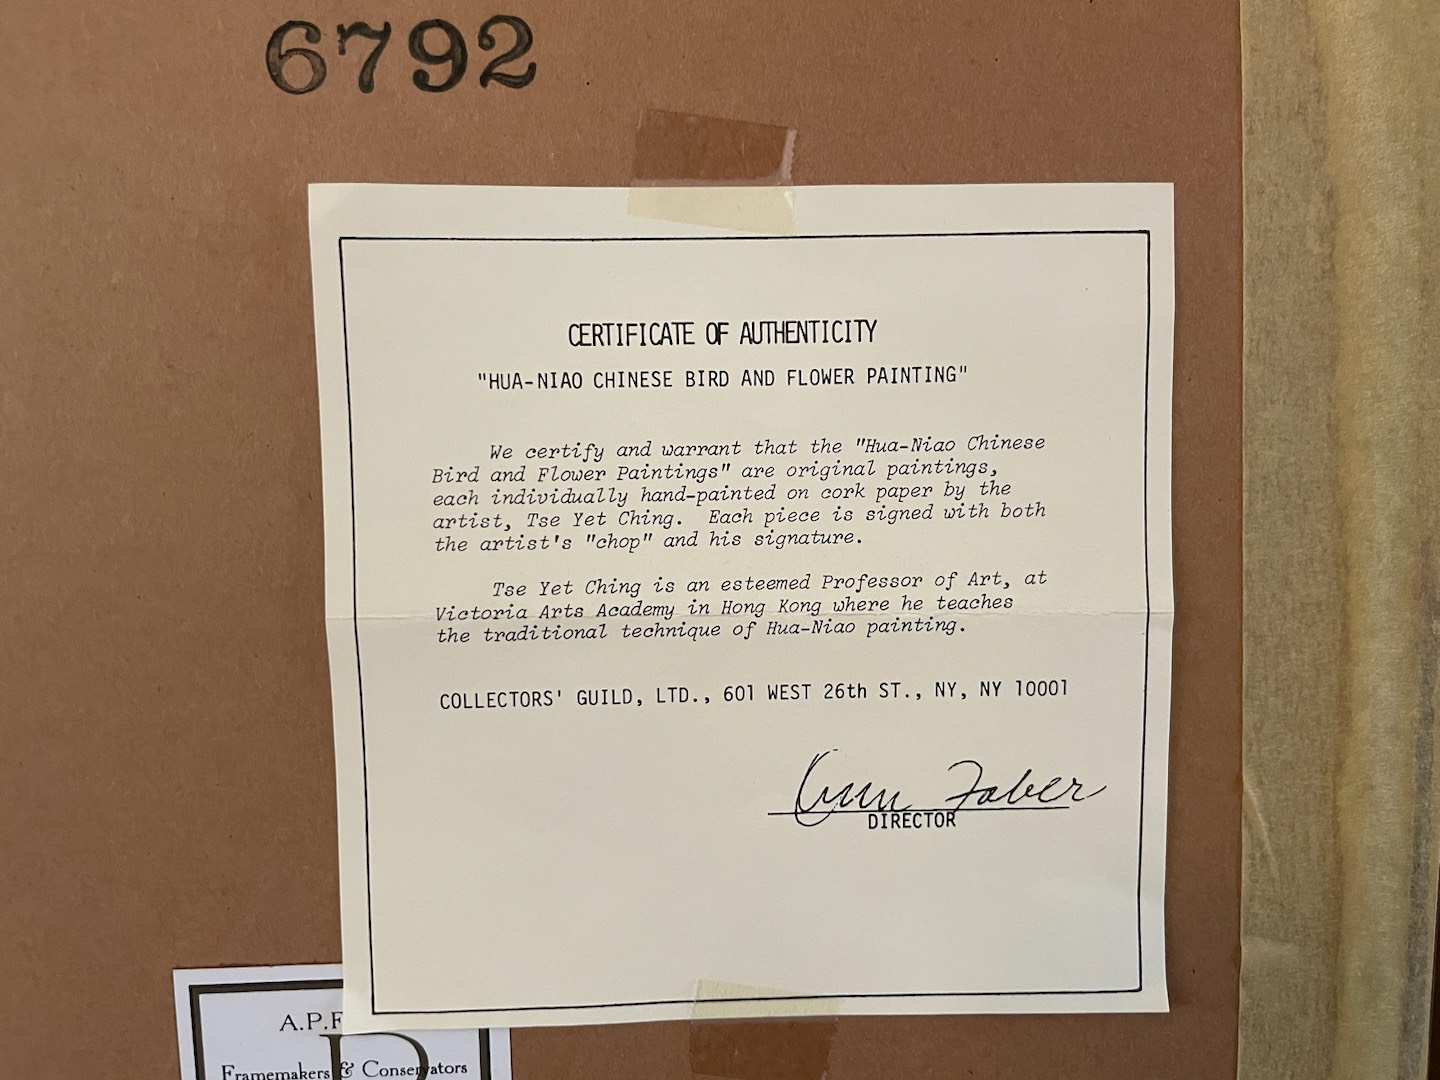 6792
CERTIFICATE OF AUTHENTICITY
"HUA-NIAO CHINESE BIRD AND FLOWER PAINTING"
We certify and warrant that the "Hua-Niao Chinese
Bird and Flower Paintings" are original paintings,
each individually hand-painted on cork paper by the
artist, Tse Yet Ching. Each piece is signed with both
the artist's "chop" and his signature.
Tse Yet Ching is an esteemed Professor of Art, at
Victoria Arts Academy in Hong Kong where he teaches
the traditional technique of Hua-Niao painting.
COLLECTORS' GUILD, LTD., 601 WEST 26th ST., NY, NY 10001
Ann Faber
DIRECTOR
A.P.F
Framemakers & Conservators